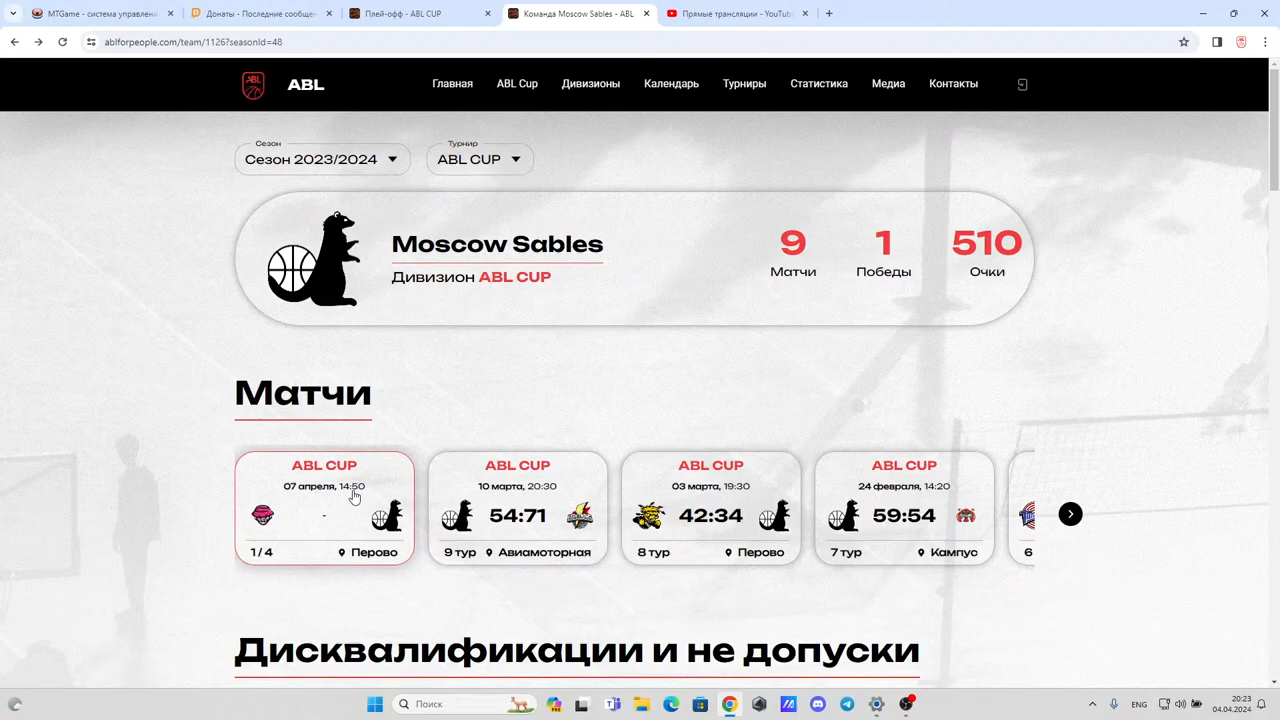 MTGame - система управлени
Донаты - Последние сообщен
Плей-офф - ABL CUP
Команда Moscow Sables - ABL
Прямые трансляции - YouTube
ablforpeople.com/team/1126?seasonId=48
ABL
ABL
Главная
ABL Cup
Дивизионы
Календарь
Турниры
Статистика
Медиа
Контакты
Сезон
Сезон 2023/2024
Турнир
ABL CUP
Moscow Sables
Дивизион ABL CUP
9
Матчи
1
Победы
510
Очки
Матчи
ABL CUP
07 апреля, 14:50
-
1 / 4
Перово
ABL CUP
10 марта, 20:30
54:71
9 тур
Авиамоторная
ABL CUP
03 марта, 19:30
42:34
8 тур
Перово
ABL CUP
24 февраля, 14:20
59:54
7 тур
Кампус
6
Дисквалификации и не допуски
Поиск
ENG
20:23
04.04.2024